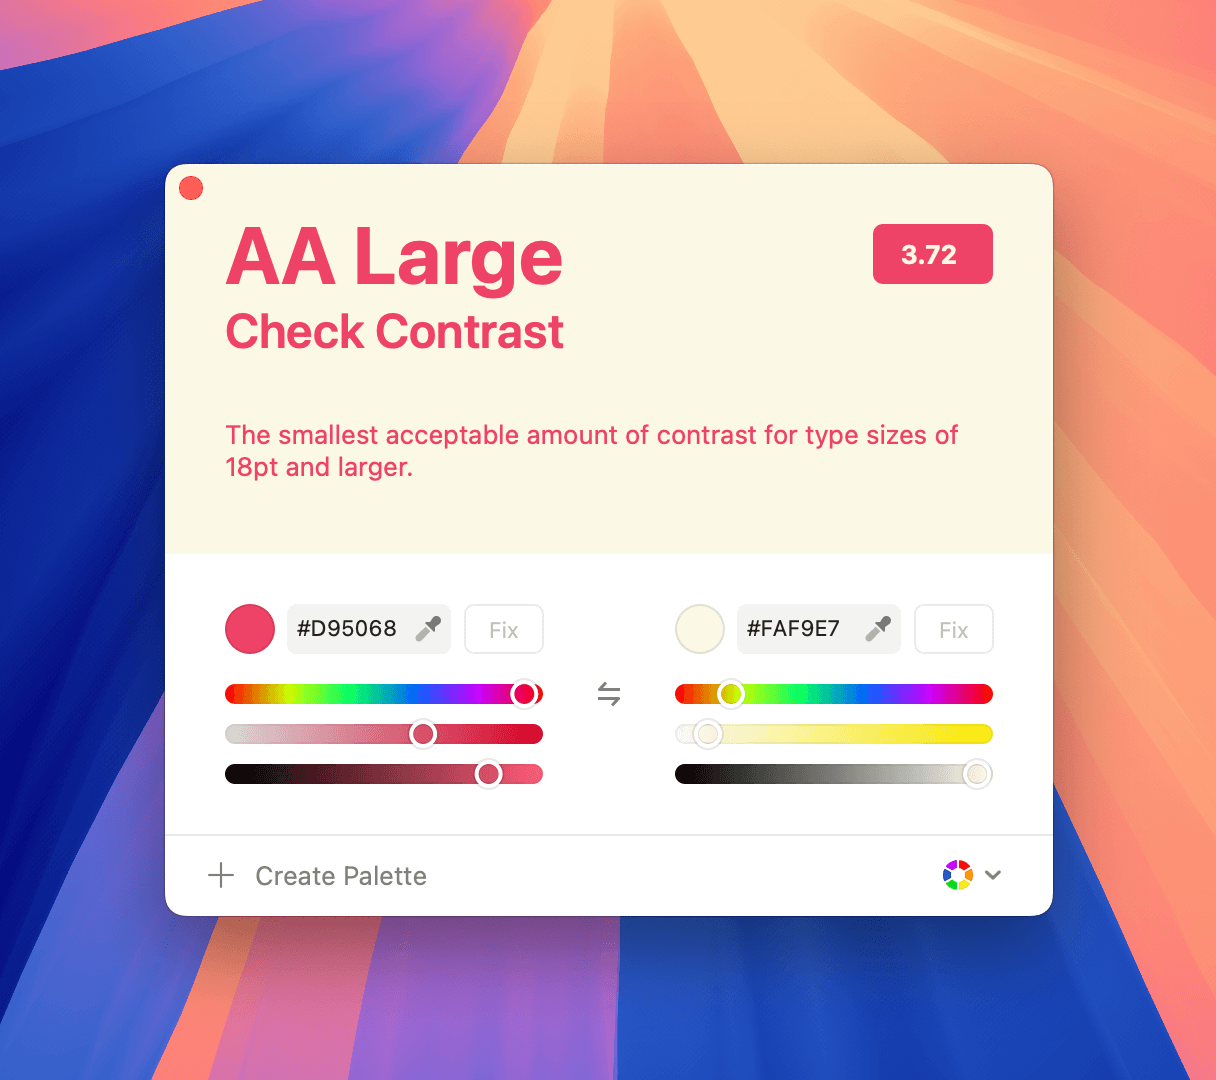 AA Large
3.72
Check Contrast
The smallest acceptable amount of contrast for type sizes of
18pt and larger.
#D95068
Fix
#FAF9E7
Fix
Create Palette